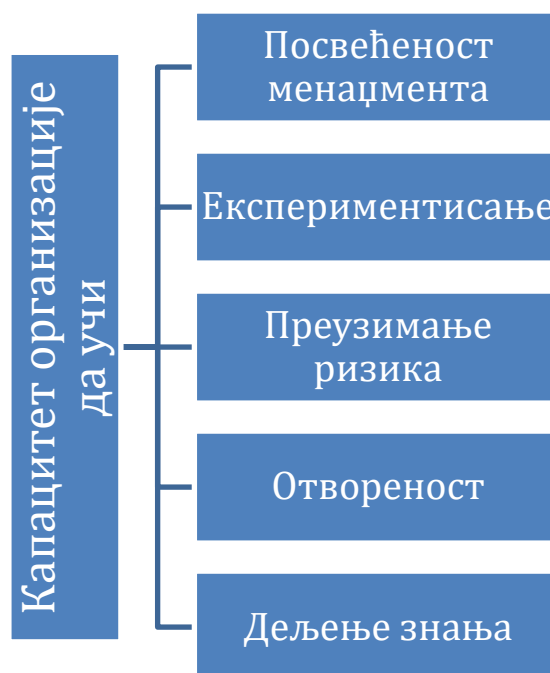 Капацитет организације
да учи
Посвећеност
менаџмента
Експериментисање
Преузимање
ризика
Отвореност
Дељење знања